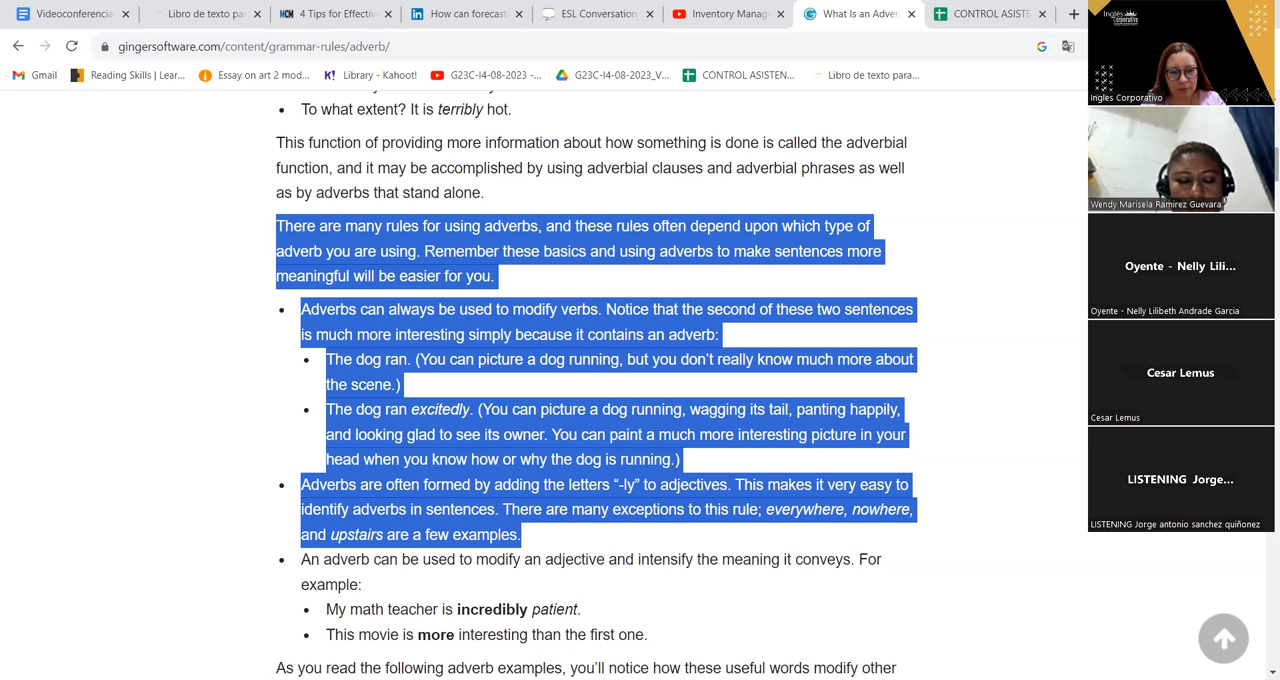 Videoconferencia
Libro de texto pa
4 Tips for Effectiv
How can forecast
ESL Conversation
Inventory Manag
What Is an Adver
CONTROL ASISTE
gingersoftware.com/content/grammar-rules/adverb/
Gmail
Reading Skills | Lear...
Essay on art 2 mod...
Library - Kahoot!
G23C-I4-08-2023 -...
G23C-I4-08-2023_V...
CONTROL ASISTEN...
Libro de texto para...
To what extent? It is terribly hot.
This function of providing more information about how something is done is called the adverbial
function, and it may be accomplished by using adverbial clauses and adverbial phrases as well
as by adverbs that stand alone.
There are many rules for using adverbs, and these rules often depend upon which type of
adverb you are using. Remember these basics and using adverbs to make sentences more
meaningful will be easier for you.
Adverbs can always be used to modify verbs. Notice that the second of these two sentences
is much more interesting simply because it contains an adverb:
The dog ran. (You can picture a dog running, but you don’t really know much more about
the scene.)
The dog ran excitedly. (You can picture a dog running, wagging its tail, panting happily,
and looking glad to see its owner. You can paint a much more interesting picture in your
head when you know how or why the dog is running.)
Adverbs are often formed by adding the letters “-ly” to adjectives. This makes it very easy to
identify adverbs in sentences. There are many exceptions to this rule; everywhere, nowhere,
and upstairs are a few examples.
An adverb can be used to modify an adjective and intensify the meaning it conveys. For
example:
My math teacher is incredibly patient.
This movie is more interesting than the first one.
As you read the following adverb examples, you’ll notice how these useful words modify other
Inglés
Corporativo
Ingles Corporativo
Wendy Marisela Ramirez Guevara
Oyente - Nelly Lili...
Oyente - Nelly Lilibeth Andrade Garcia
Cesar Lemus
Cesar Lemus
LISTENING Jorge...
LISTENING Jorge antonio sanchez quiñonez